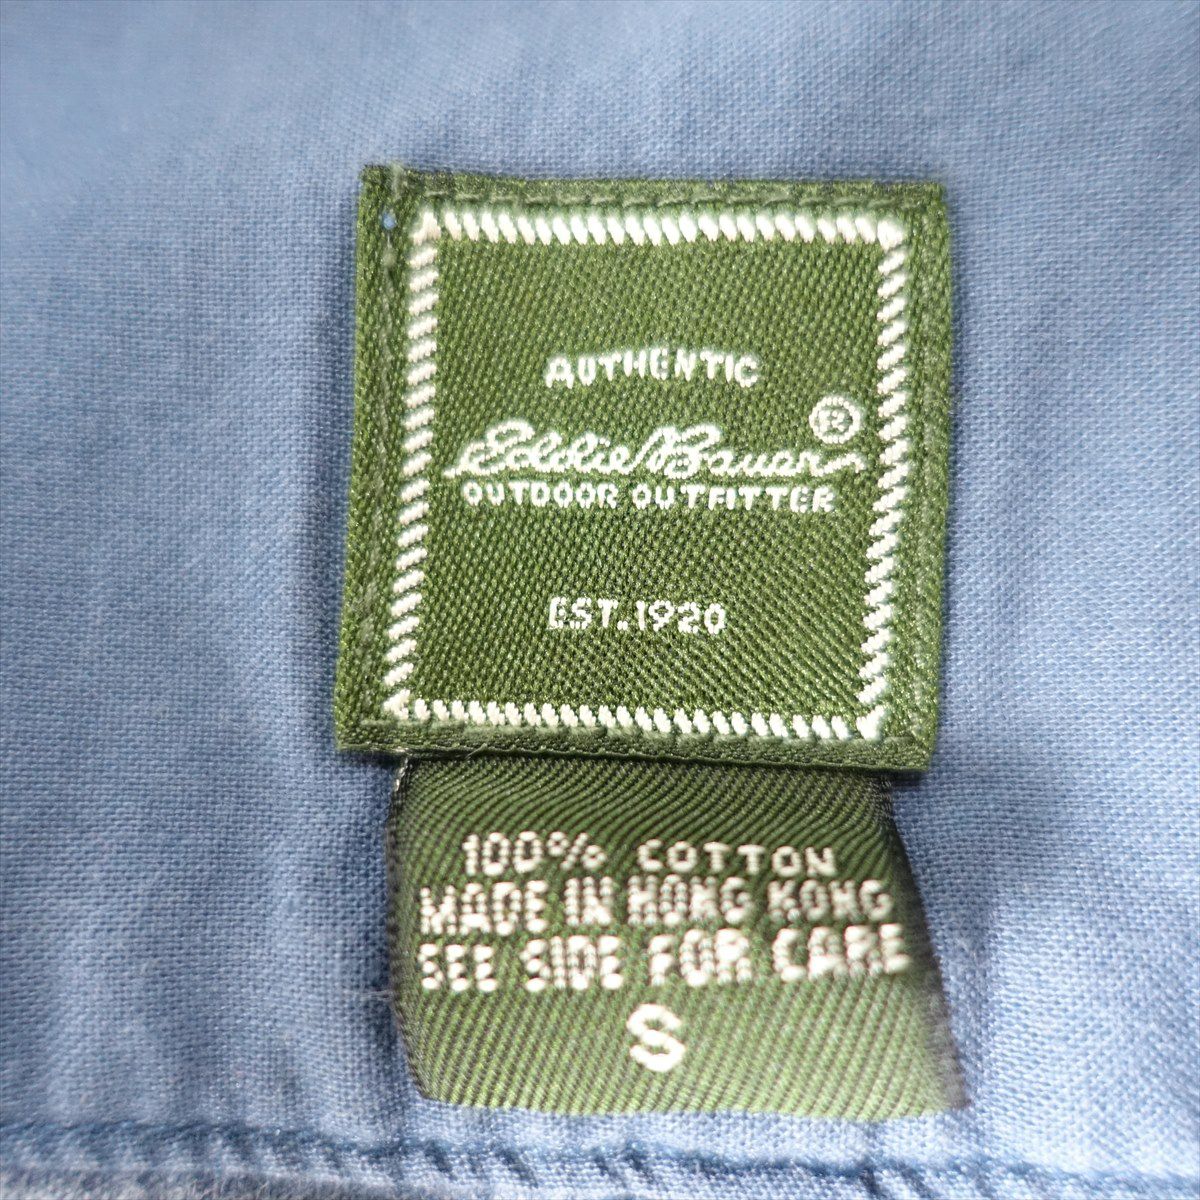 AUTHENTIC
Eddie Bauer ®
OUTDOOR OUTFITTER
EST. 1920
100% COTTON
MADE IN HONG KONG
SEE SIDE FOR CARE
S